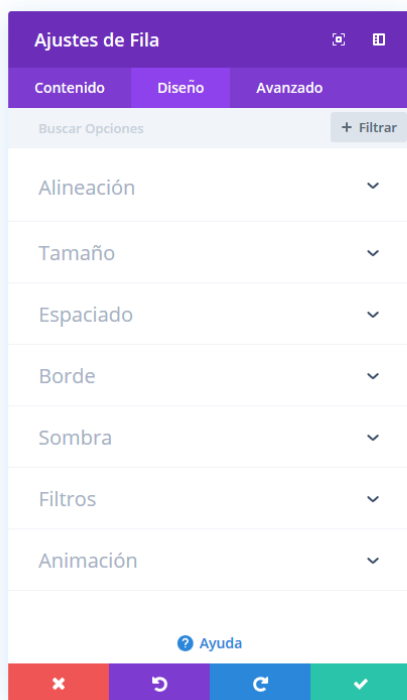 Ajustes de Fila
Contenido Diseño Avanzado
Buscar Opciones + Filtrar
Alineación
Tamaño
Espaciado
Borde
Sombra
Filtros
Animación
? Ayuda